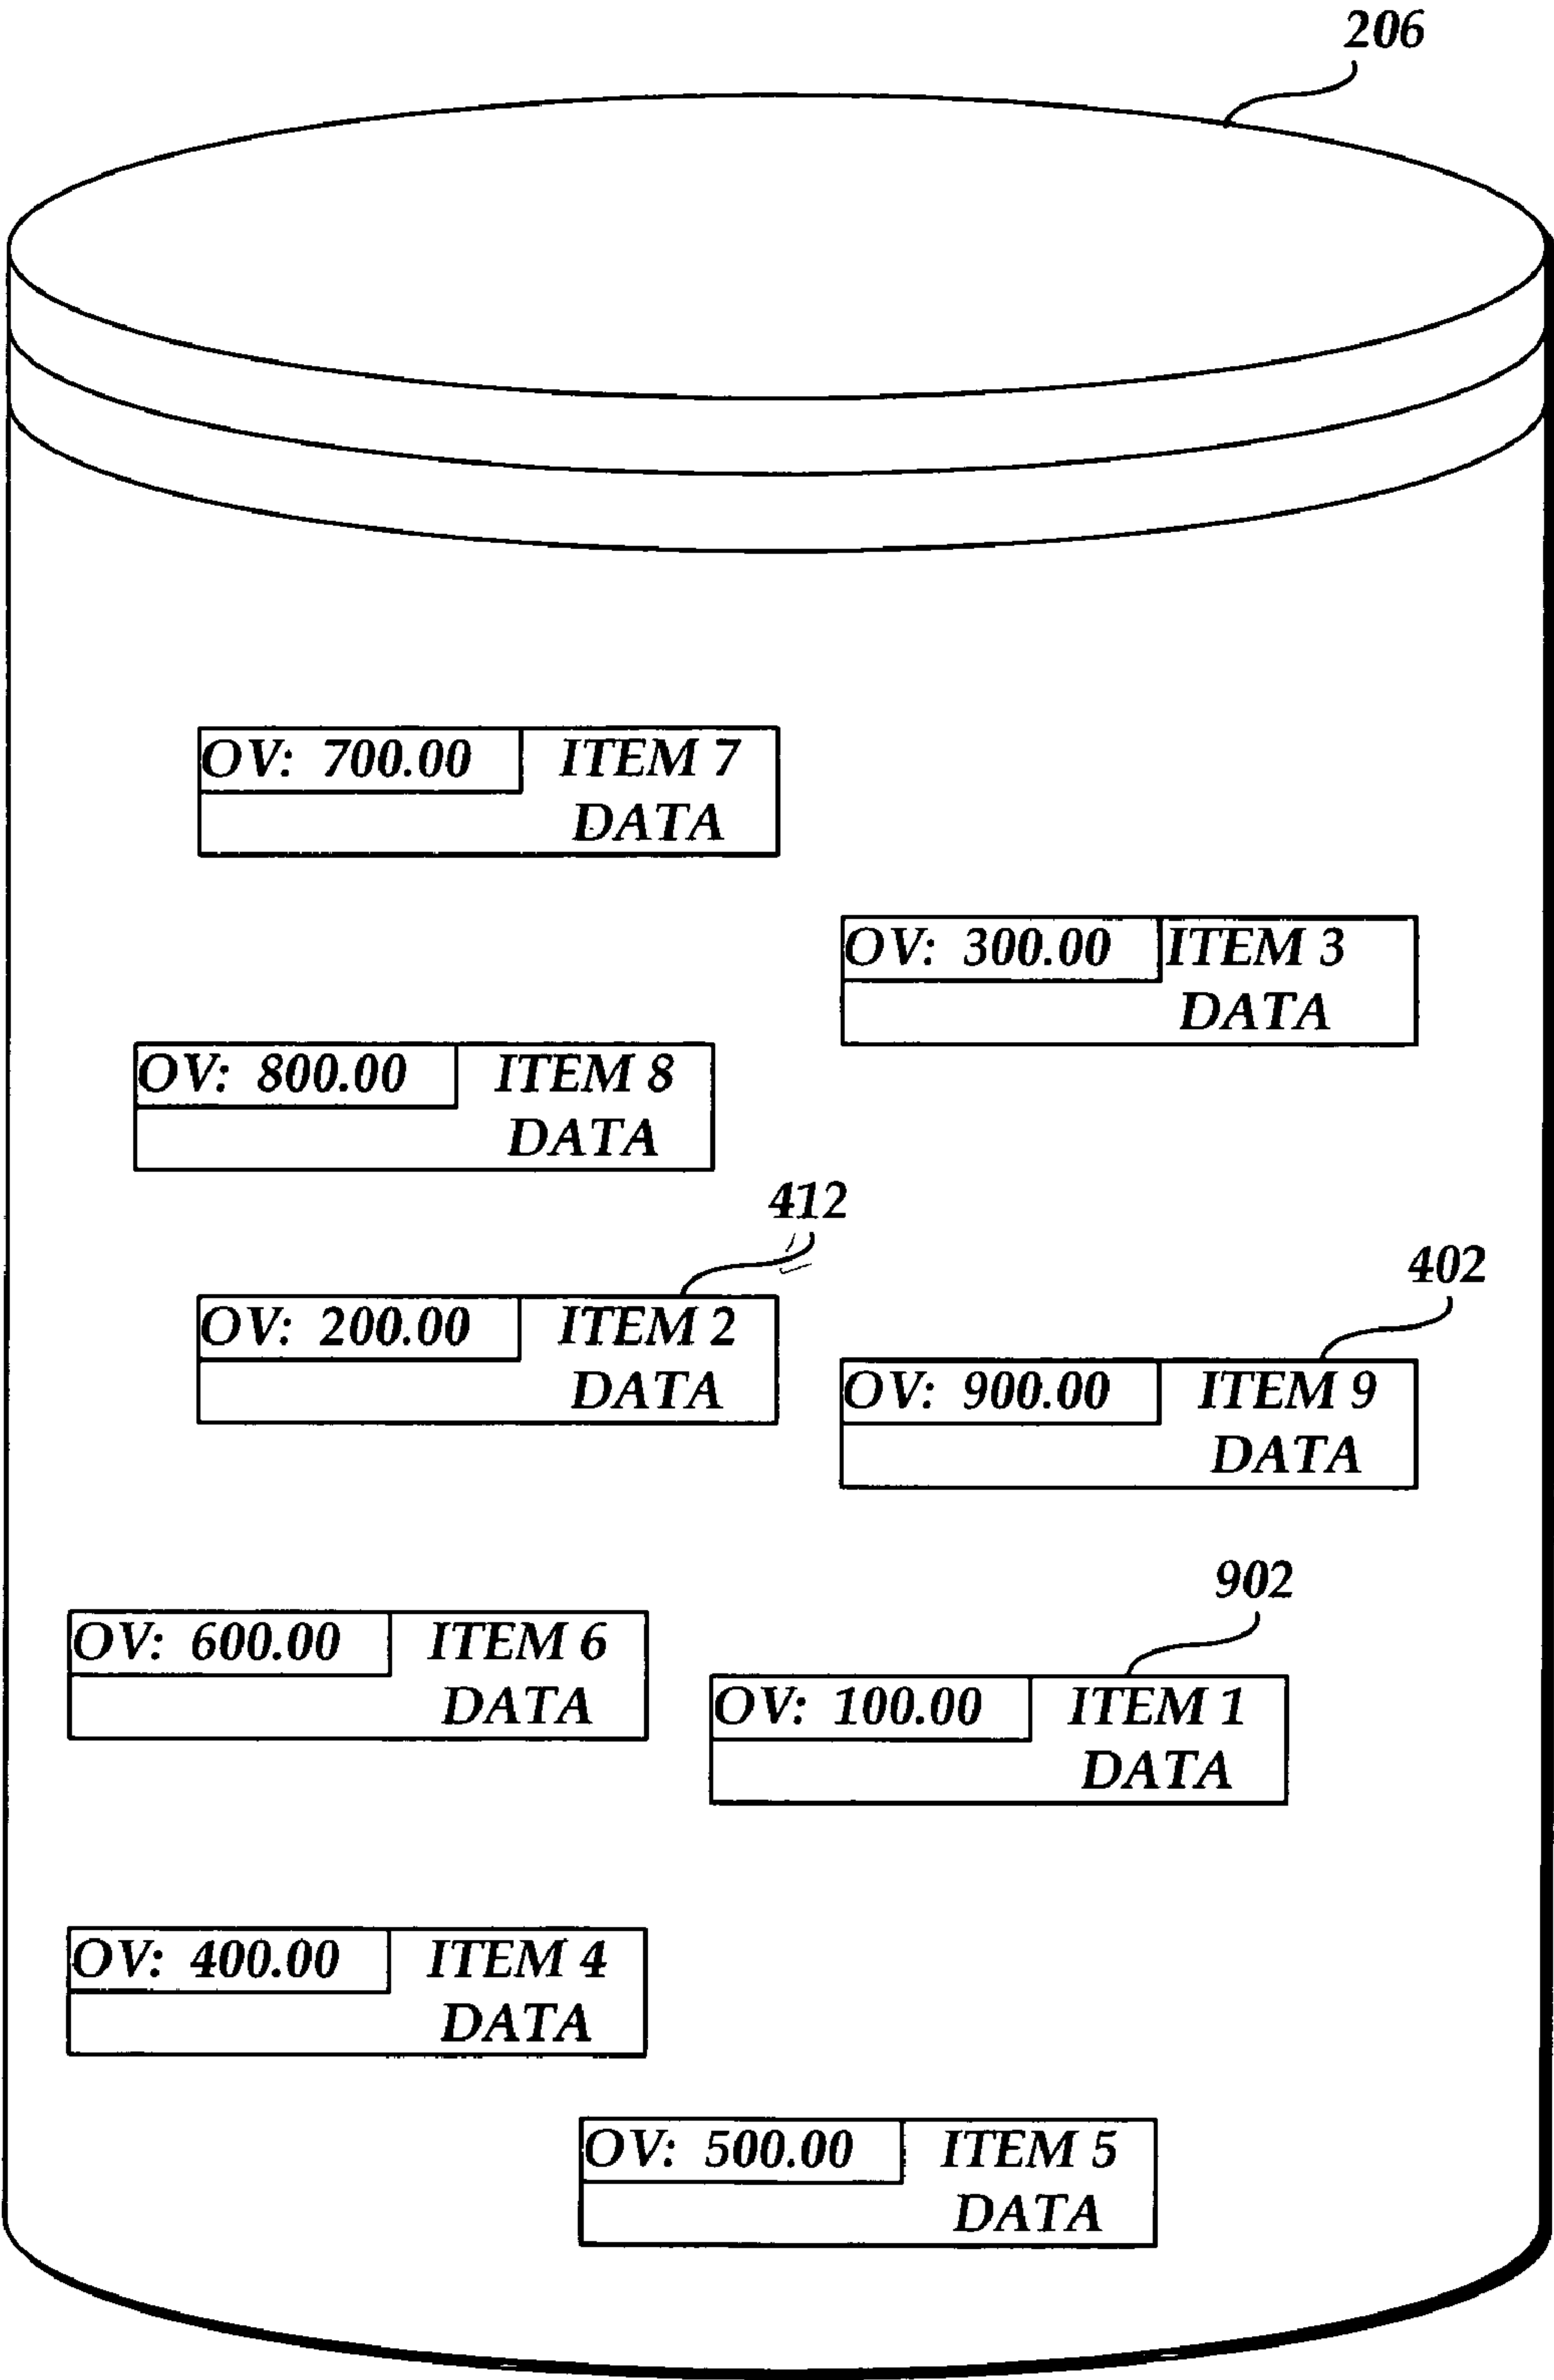 206
OV: 700.00 ITEM 7
DATA
OV: 300.00 ITEM 3
DATA
OV: 800.00 ITEM 8
DATA
412
OV: 200.00 ITEM 2
DATA
402
OV: 900.00 ITEM 9
DATA
OV: 600.00 ITEM 6
DATA
902
OV: 100.00 ITEM 1
DATA
OV: 400.00 ITEM 4
DATA
OV: 500.00 ITEM 5
DATA